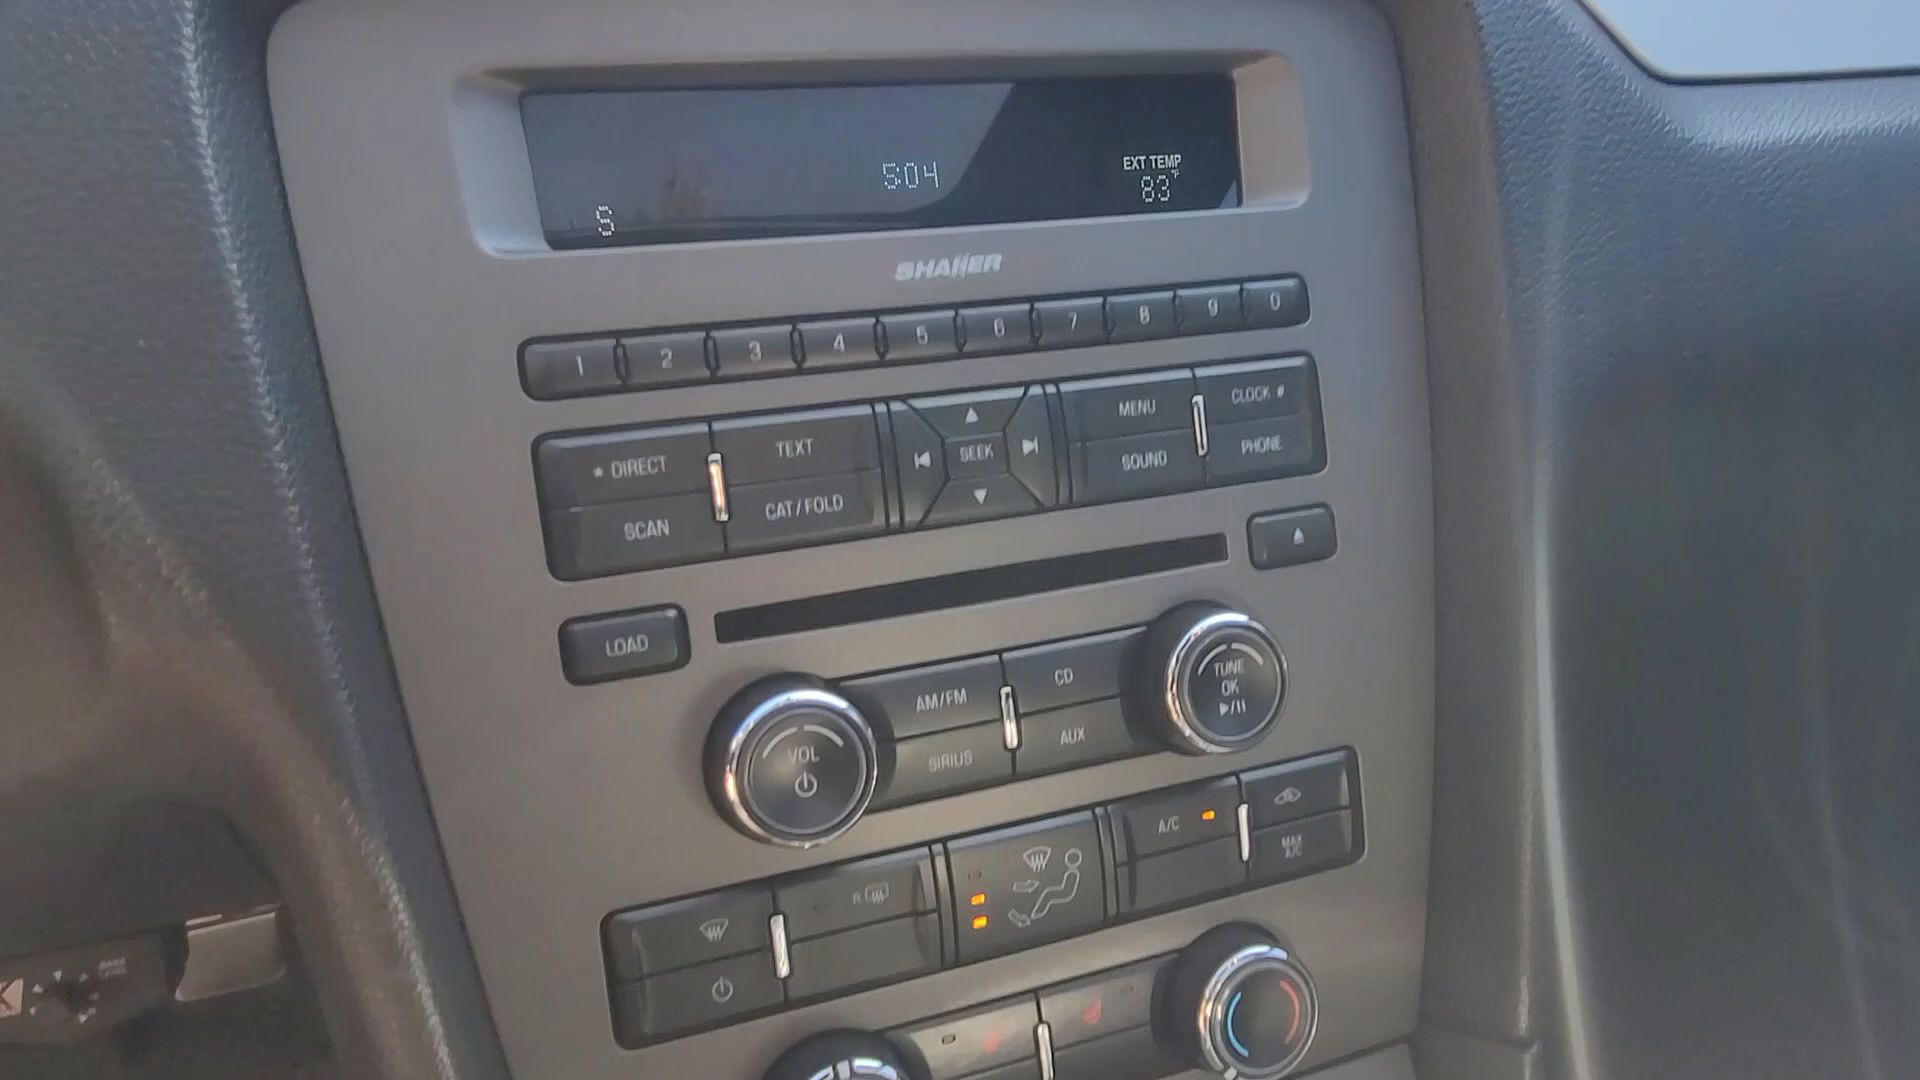 5:04
EXT TEMP
83°F
S
SHAKER
1 2 3 4 5 6 7 8 9 0
* DIRECT
TEXT
SEEK
MENU
CLOCK #
SCAN
CAT/FOLD
SOUND
PHONE
LOAD
VOL
AM/FM
CD
SIRIUS
AUX
TUNE
OK
A/C
MAX
A/C
R